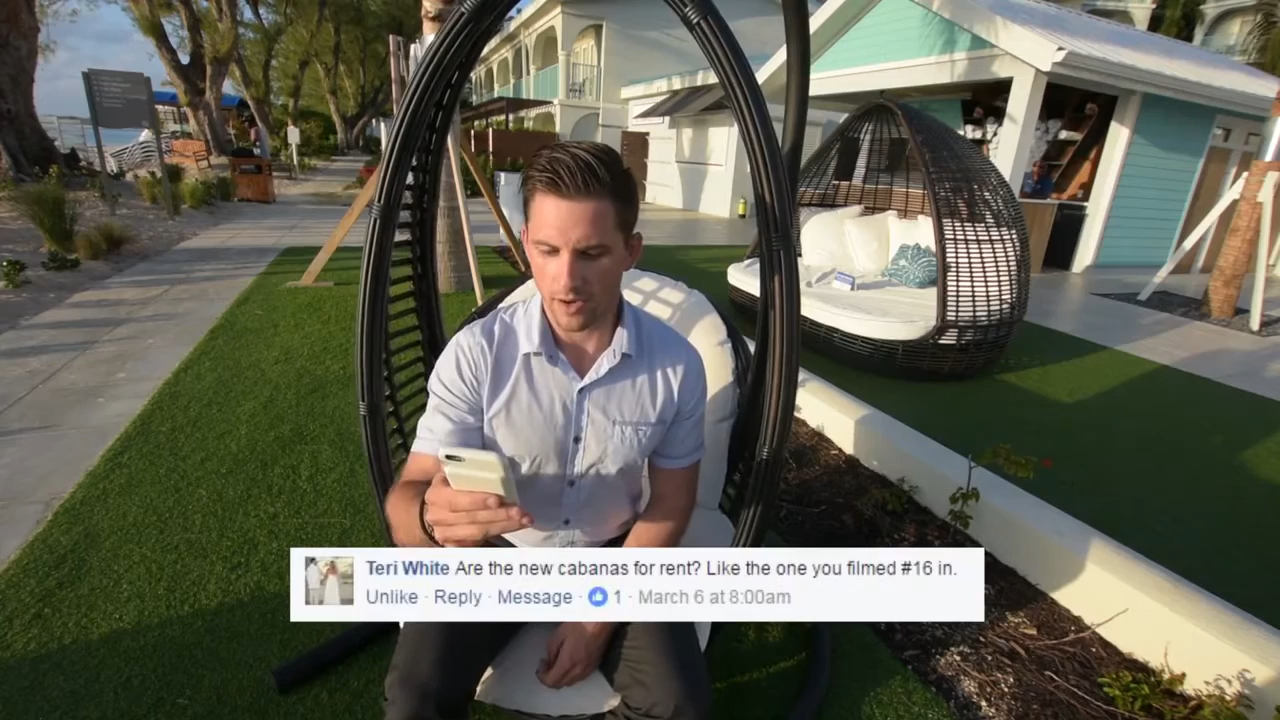 Teri White Are the new cabanas for rent? Like the one you filmed #16 in.
Unlike · Reply · Message · 1 · March 6 at 8:00am